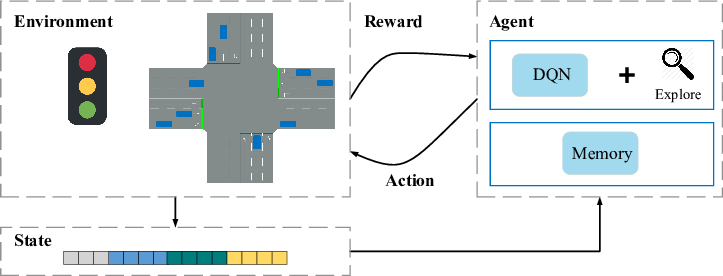 Environment
Reward
Agent
DQN
+
Explore
Memory
Action
State